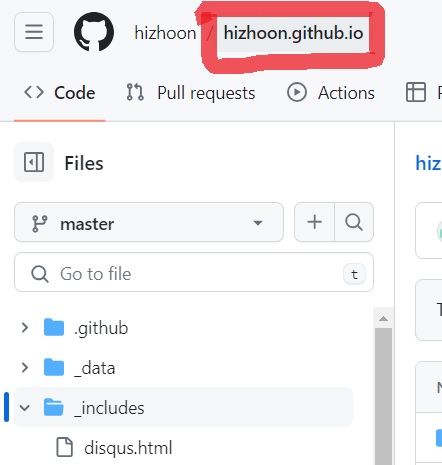 hizhoon / hizhoon.github.io
Code Pull requests Actions
Files hiz
master
Go to file t
.github
_data
_includes
disqus.html